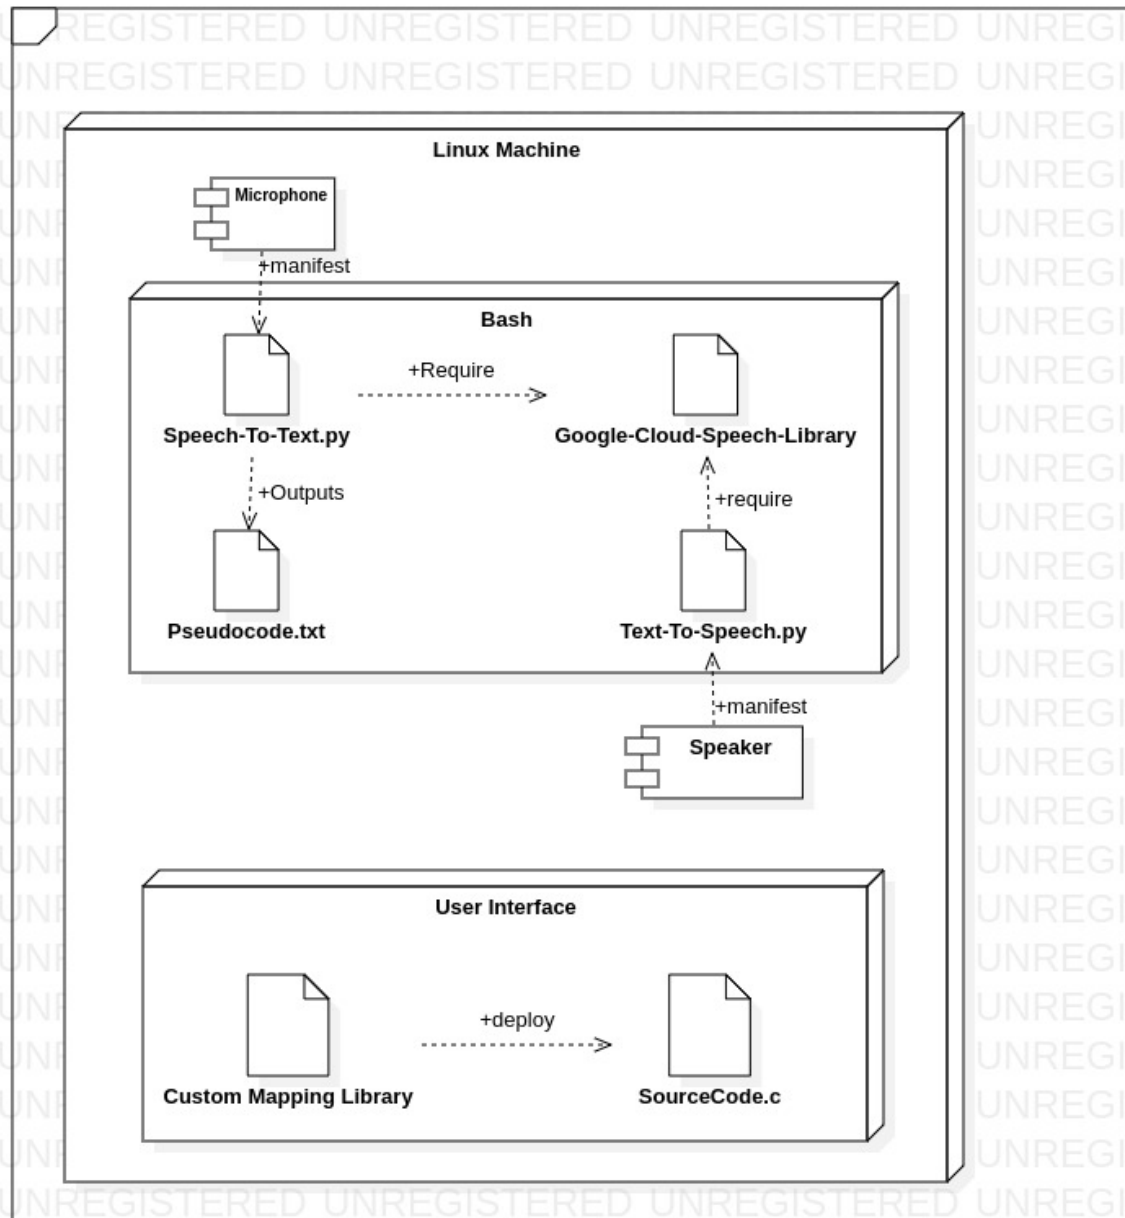 UNREGISTERED UNREGISTERED UNREGISTERED UNREGI
UNREGISTERED UNREGISTERED UNREGISTERED UNREGI
Linux Machine
Microphone
+manifest
Bash
+Require
Speech-To-Text.py
Google-Cloud-Speech-Library
+Outputs
+require
Pseudocode.txt
Text-To-Speech.py
+manifest
Speaker
User Interface
+deploy
Custom Mapping Library
SourceCode.c
UNREGISTERED UNREGISTERED UNREGISTERED UNREGI